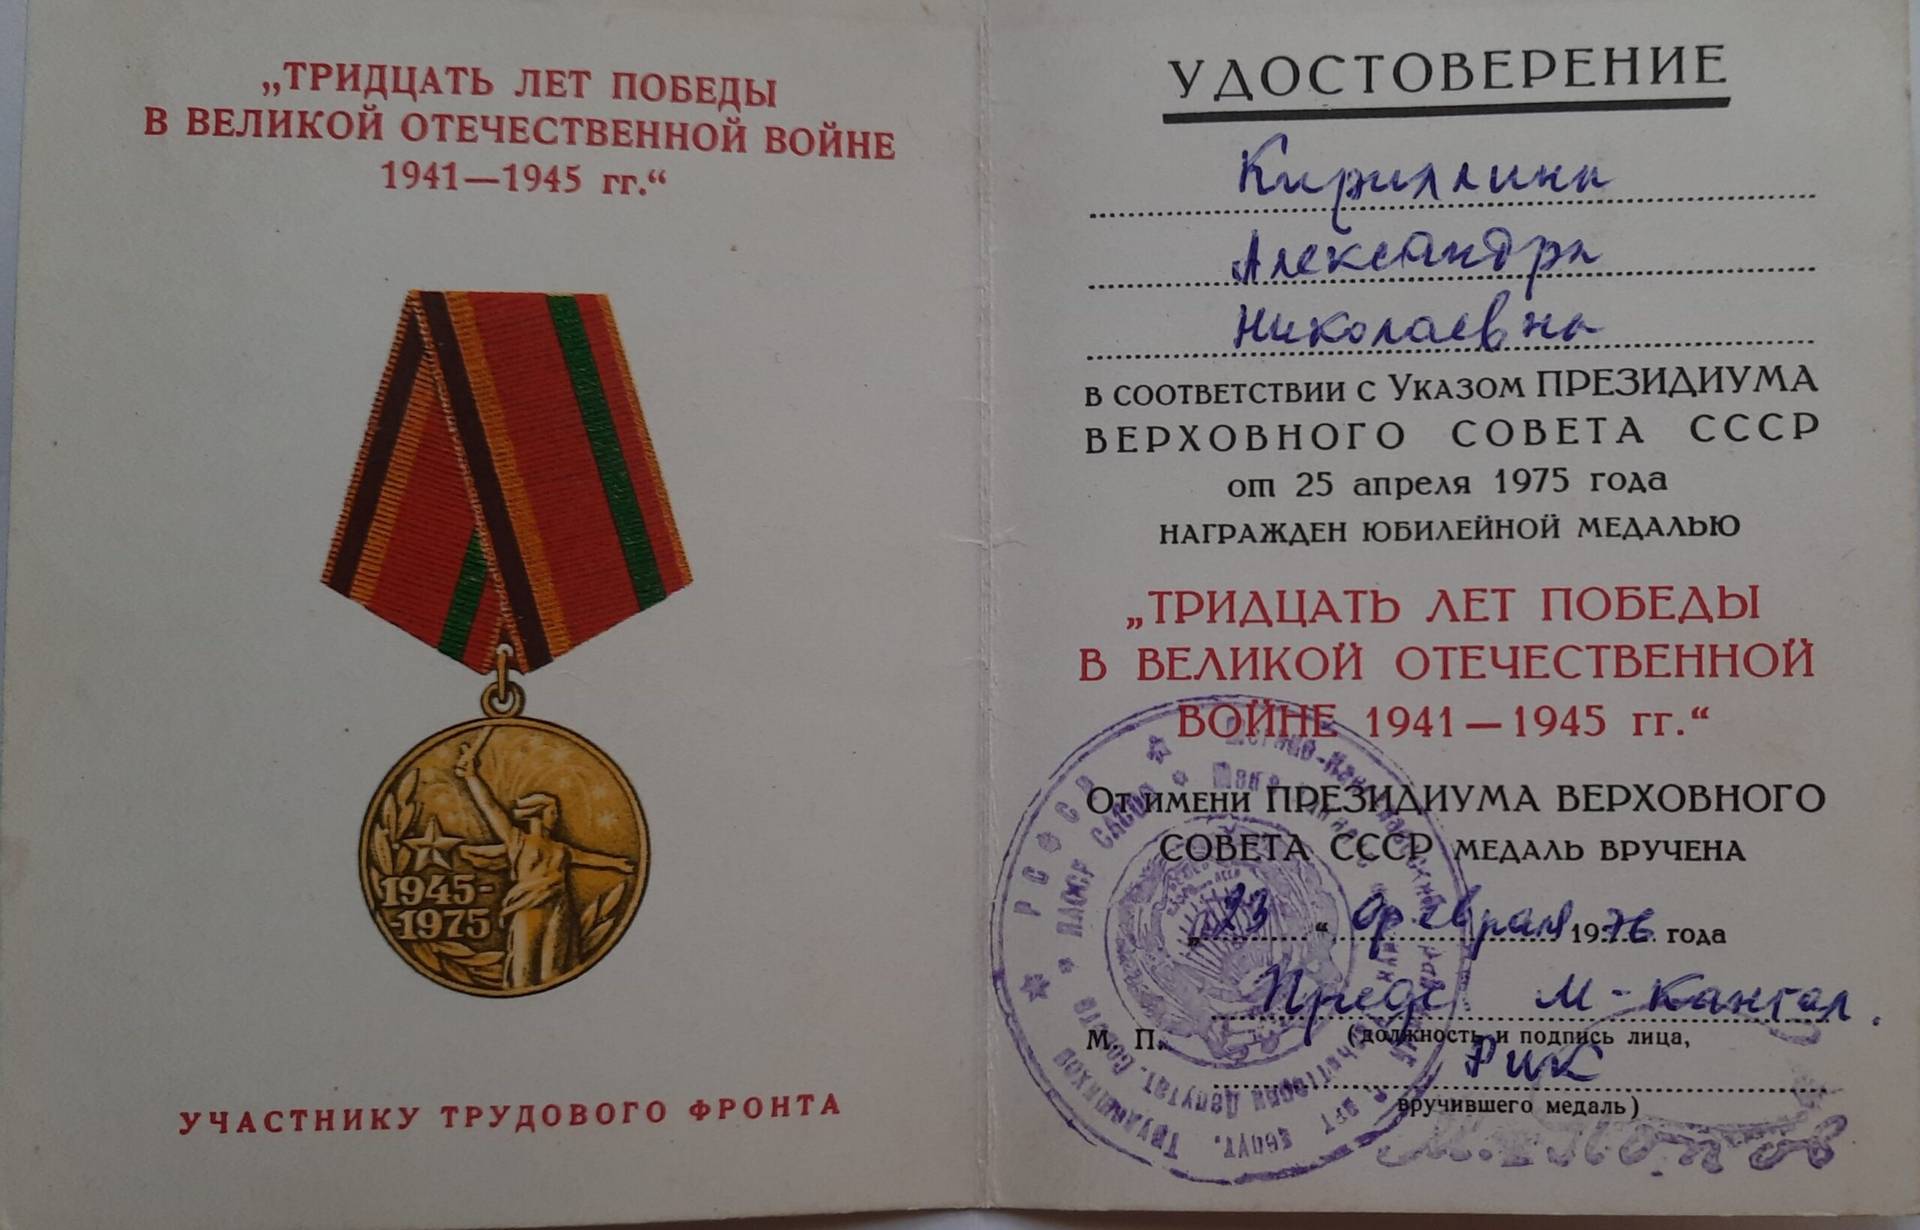 „ТРИДЦАТЬ ЛЕТ ПОБЕДЫ
В ВЕЛИКОЙ ОТЕЧЕСТВЕННОЙ ВОЙНЕ
1941—1945 гг.“
1945-
-1975
УЧАСТНИКУ ТРУДОВОГО ФРОНТА
УДОСТОВЕРЕНИЕ
Кириллина
Александра
Николаевна
В СООТВЕТСТВИИ С УКАЗОМ ПРЕЗИДИУМА
ВЕРХОВНОГО СОВЕТА СССР
от 25 апреля 1975 года
НАГРАЖДЕН ЮБИЛЕЙНОЙ МЕДАЛЬЮ
„ТРИДЦАТЬ ЛЕТ ПОБЕДЫ
В ВЕЛИКОЙ ОТЕЧЕСТВЕННОЙ
ВОЙНЕ 1941—1945 гг.“
ОТ ИМЕНИ ПРЕЗИДИУМА ВЕРХОВНОГО
СОВЕТА СССР МЕДАЛЬ ВРУЧЕНА
„23“ февраля 1976 года
Предс М-Кангал.
М. П. (должность и подпись лица,
РИК
вручившего медаль)
РСФСР